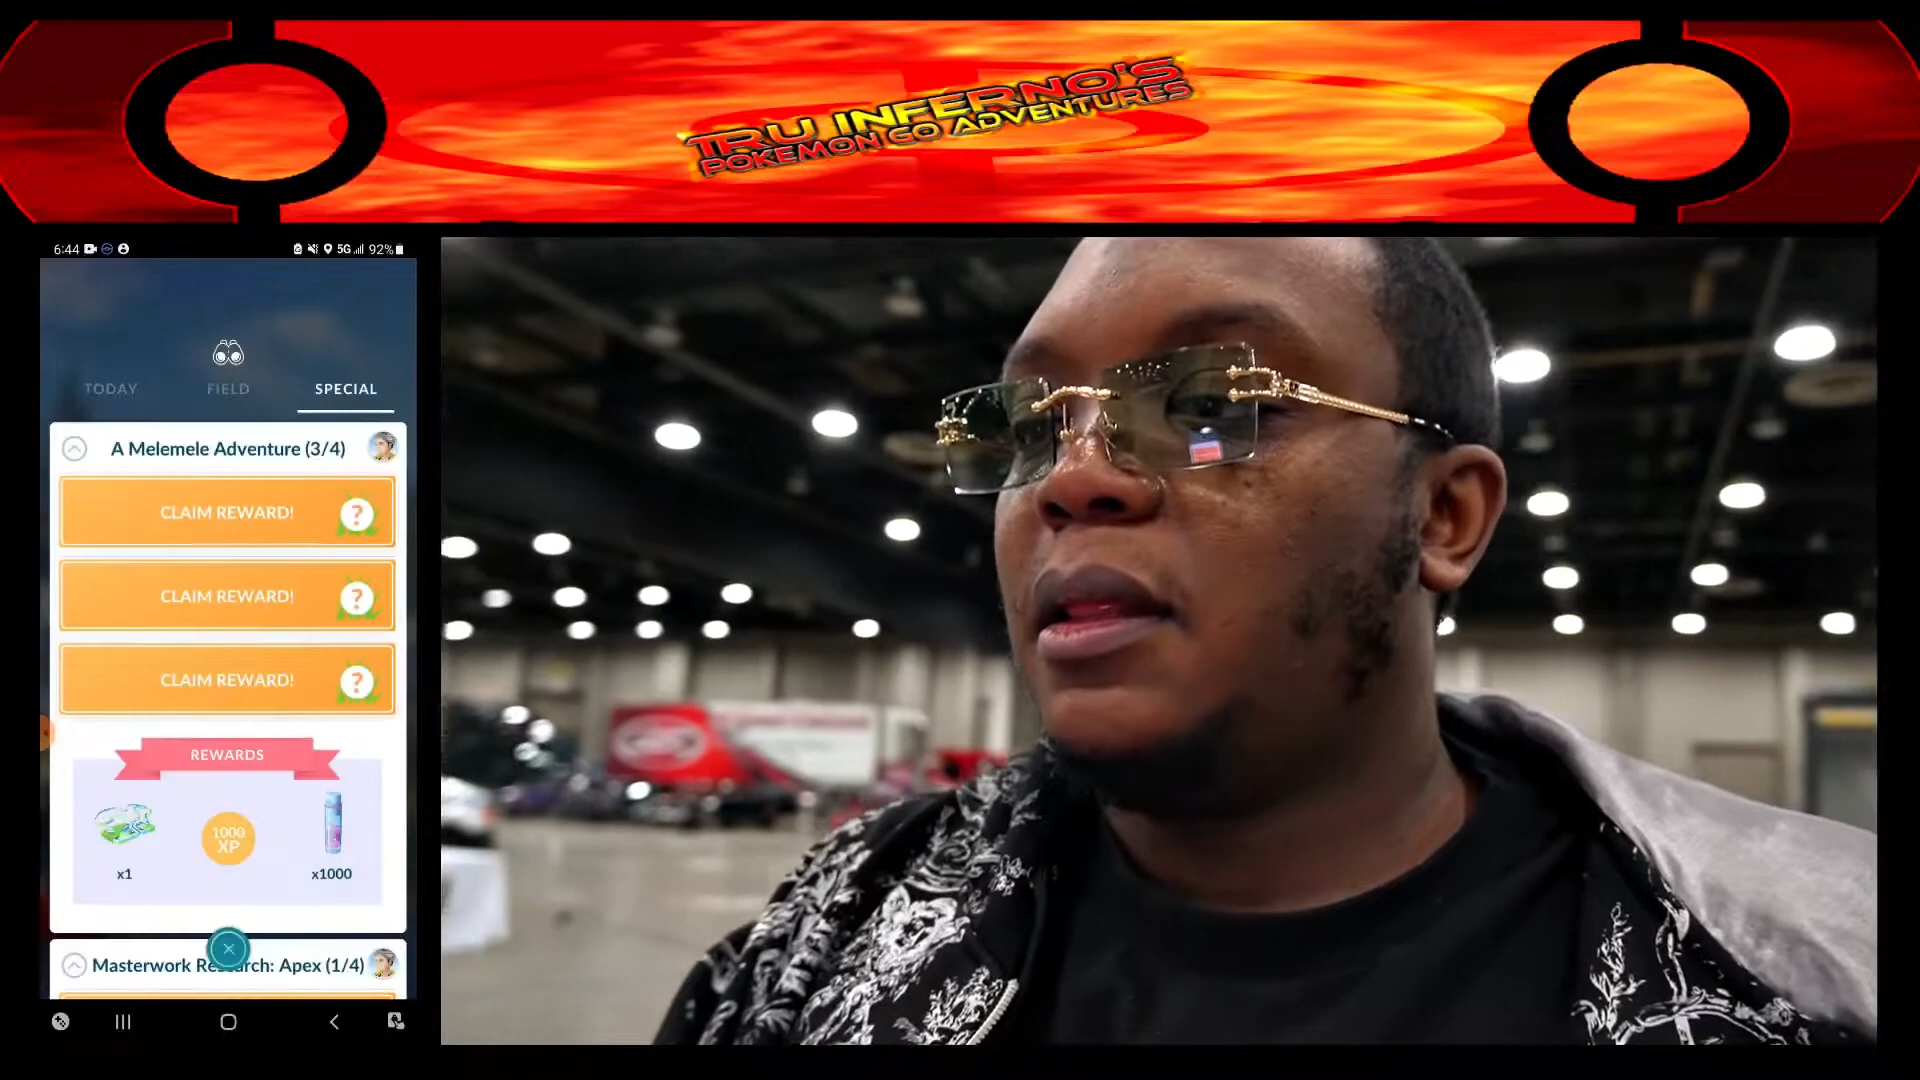 TRU INFERNO'S
POKEMON GO ADVENTURES
6:44
5G 92%
TODAY
FIELD
SPECIAL
A Melemele Adventure (3/4)
CLAIM REWARD! ?
CLAIM REWARD! ?
CLAIM REWARD! ?
REWARDS
1000
XP
x1
x1000
Masterwork Research: Apex (1/4)